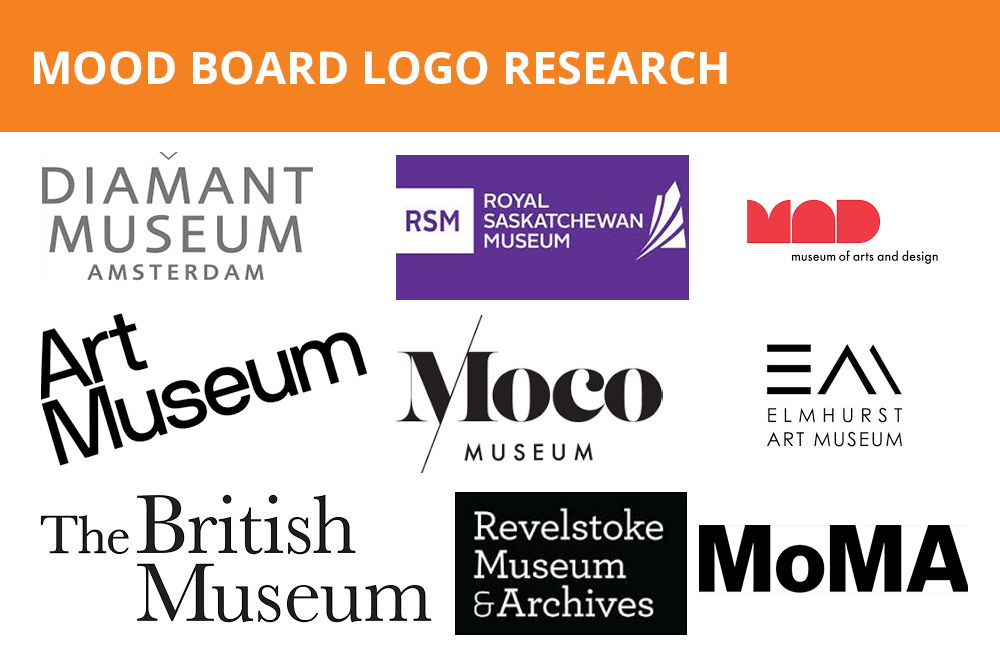 MOOD BOARD LOGO RESEARCH
DIAMANT
MUSEUM
AMSTERDAM
RSM
ROYAL
SASKATCHEWAN
MUSEUM
MAD
museum of arts and design
Art
Museum
Moco
MUSEUM
EAM
ELMHURST
ART MUSEUM
The British
Museum
Revelstoke
Museum
&Archives
MoMA